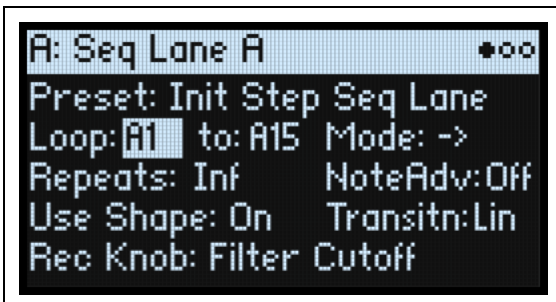 A: Seq Lane A
Preset: Init Step Seq Lane
Loop: A1 to: A15 Mode: ->
Repeats: Inf NoteAdv: Off
Use Shape: On Transitn: Lin
Rec Knob: Filter Cutoff